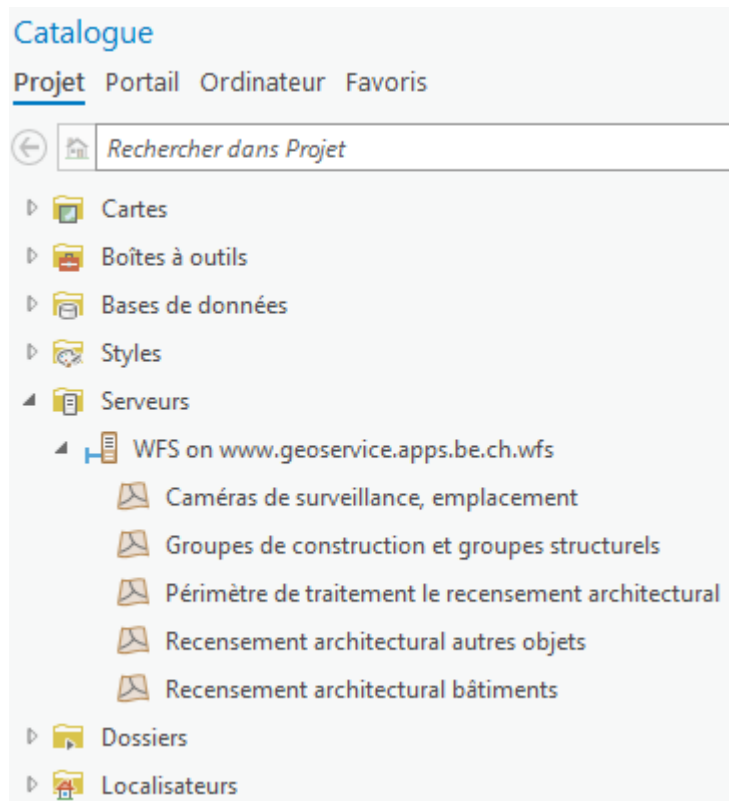 Catalogue
Projet Portail Ordinateur Favoris
Rechercher dans Projet
Cartes
Boîtes à outils
Bases de données
Styles
Serveurs
WFS on www.geoservice.apps.be.ch.wfs
Caméras de surveillance, emplacement
Groupes de construction et groupes structurels
Périmètre de traitement le recensement architectural
Recensement architectural autres objets
Recensement architectural bâtiments
Dossiers
Localisateurs